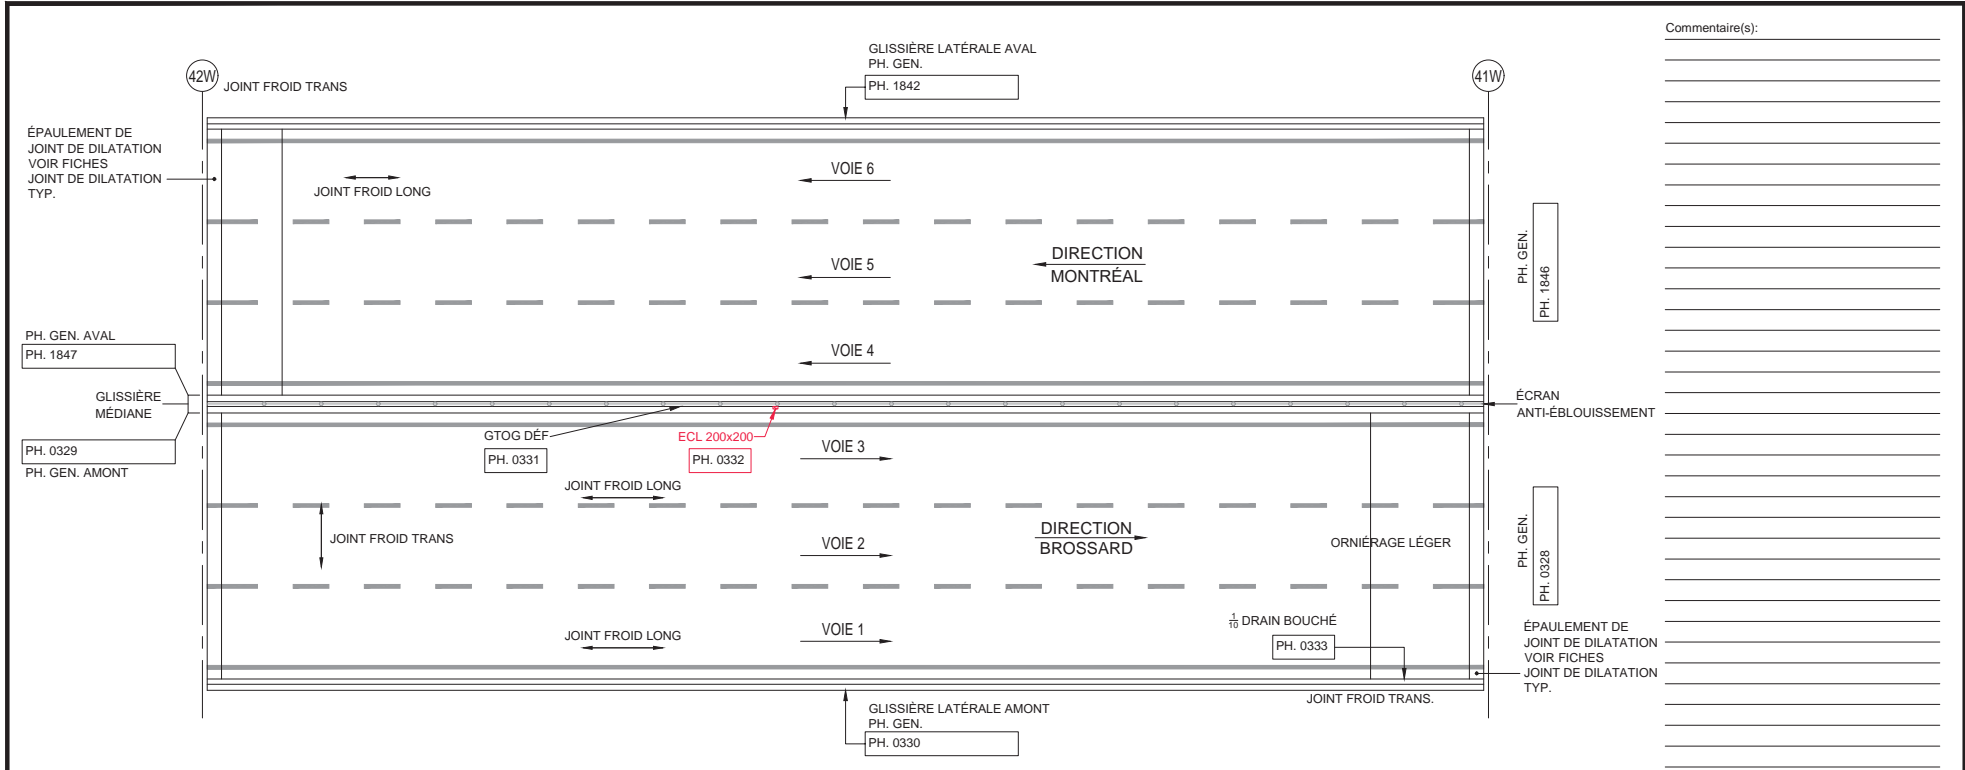 Commentaire(s):
GLISSIÈRE LATÉRALE AVAL
PH. GEN.
PH. 1842
42W
JOINT FROID TRANS
41W
ÉPAULEMENT DE
JOINT DE DILATATION
VOIR FICHES
JOINT DE DILATATION
TYP.
VOIE 6
JOINT FROID LONG
VOIE 5
DIRECTION
MONTRÉAL
PH. GEN.
PH. 1846
VOIE 4
PH. GEN. AVAL
PH. 1847
GLISSIÈRE
MÉDIANE
PH. 0329
PH. GEN. AMONT
ÉCRAN
ANTI-ÉBLOUISSEMENT
GTOG DÉF
PH. 0331
ECL 200x200
PH. 0332
VOIE 3
JOINT FROID LONG
JOINT FROID TRANS
VOIE 2
DIRECTION
BROSSARD
ORNIÉRAGE LÉGER
PH. GEN.
PH. 0328
JOINT FROID LONG
VOIE 1
1/10 DRAIN BOUCHÉ
PH. 0333
ÉPAULEMENT DE
JOINT DE DILATATION
VOIR FICHES
JOINT DE DILATATION
TYP.
JOINT FROID TRANS.
GLISSIÈRE LATÉRALE AMONT
PH. GEN.
PH. 0330